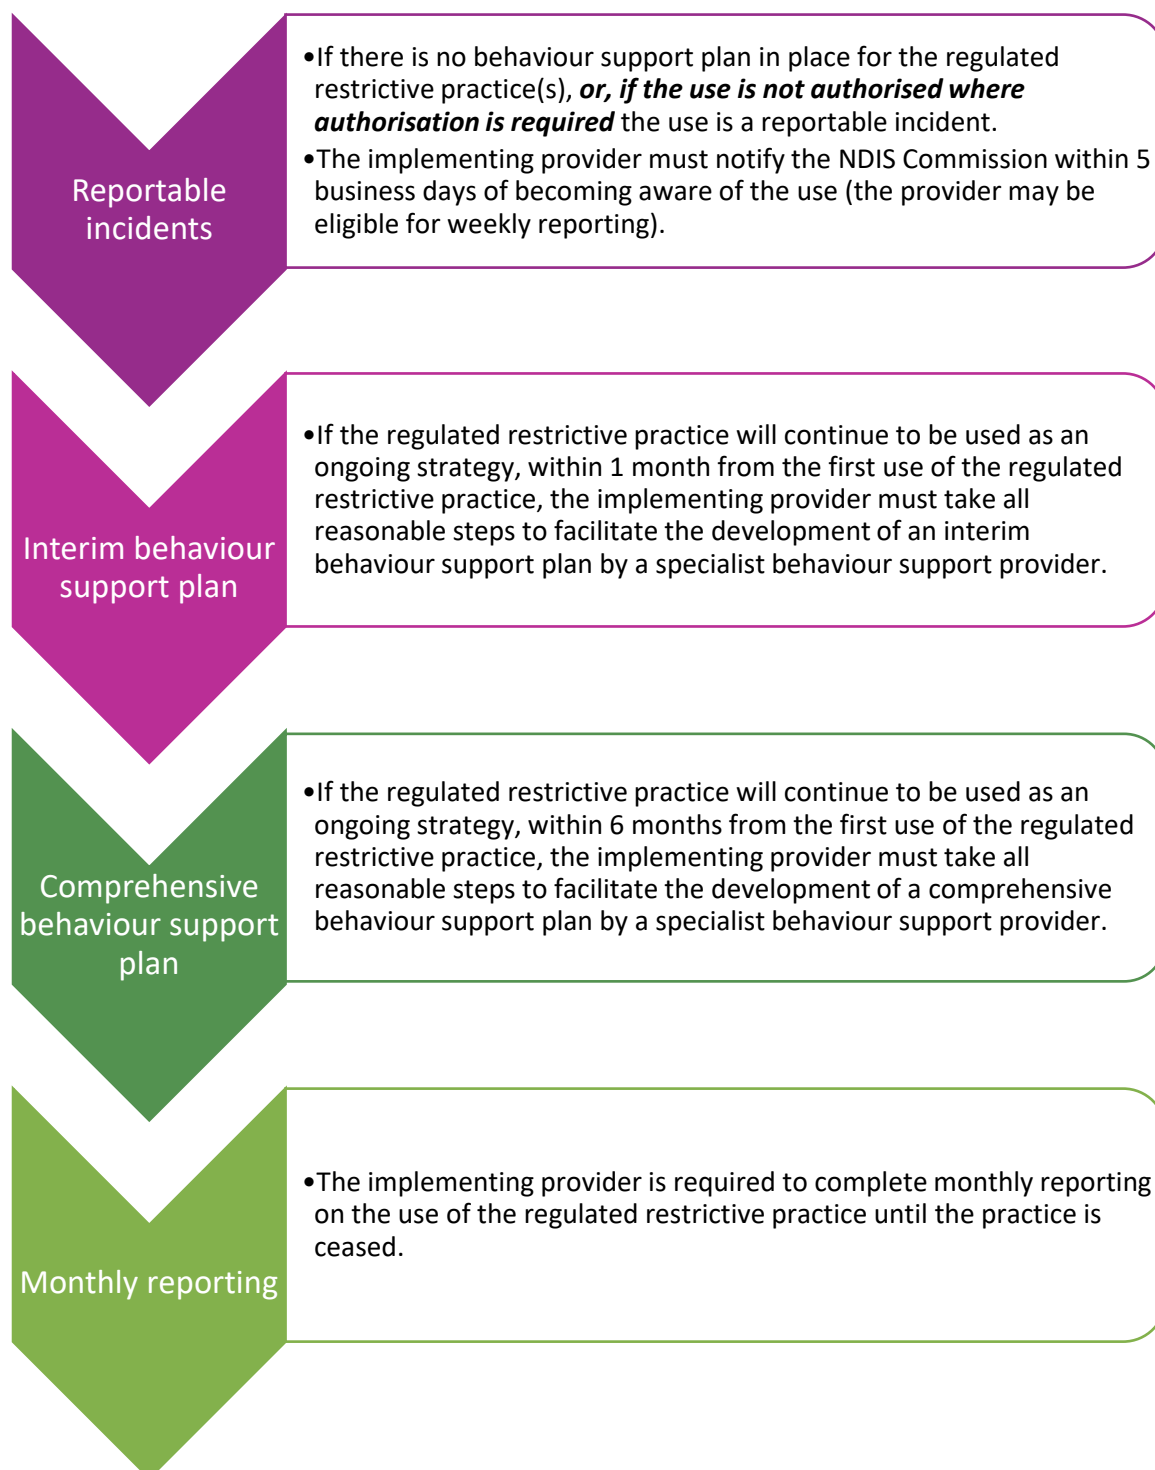 Reportable
incidents
•If there is no behaviour support plan in place for the regulated
restrictive practice(s), or, if the use is not authorised where
authorisation is required the use is a reportable incident.
•The implementing provider must notify the NDIS Commission within 5
business days of becoming aware of the use (the provider may be
eligible for weekly reporting).
Interim behaviour
support plan
•If the regulated restrictive practice will continue to be used as an
ongoing strategy, within 1 month from the first use of the regulated
restrictive practice, the implementing provider must take all
reasonable steps to facilitate the development of an interim
behaviour support plan by a specialist behaviour support provider.
Comprehensive
behaviour support
plan
•If the regulated restrictive practice will continue to be used as an
ongoing strategy, within 6 months from the first use of the regulated
restrictive practice, the implementing provider must take all
reasonable steps to facilitate the development of a comprehensive
behaviour support plan by a specialist behaviour support provider.
Monthly reporting
•The implementing provider is required to complete monthly reporting
on the use of the regulated restrictive practice until the practice is
ceased.